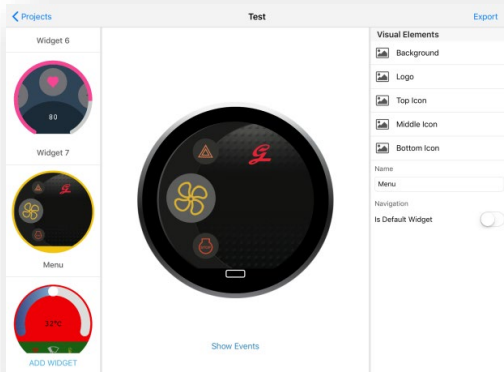 Projects
Test
Export
Widget 6
80
Widget 7
Menu
32°C
ADD WIDGET
Show Events
Visual Elements
Background
Logo
Top Icon
Middle Icon
Bottom Icon
Name
Menu
Navigation
Is Default Widget